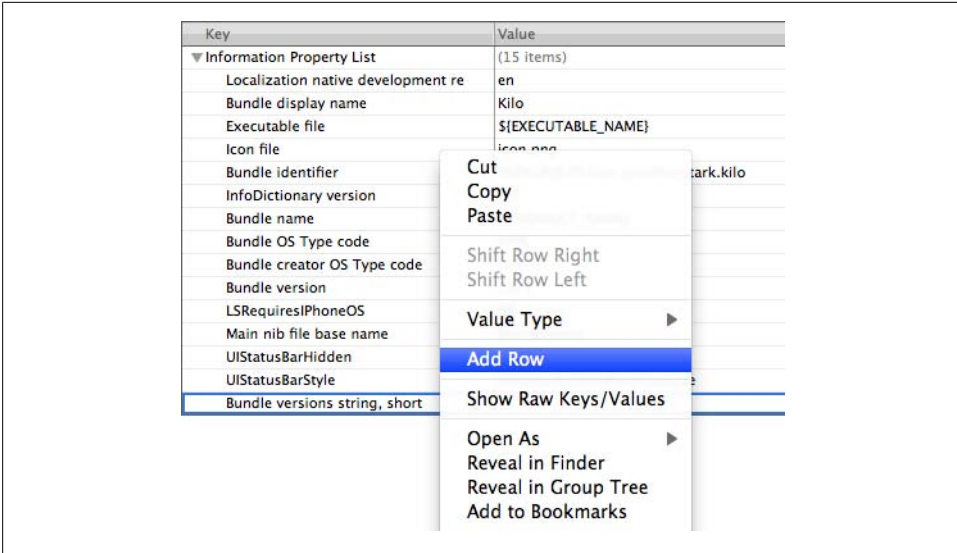 Key Value
Information Property List (15 items)
Localization native development re en
Bundle display name Kilo
Executable file ${EXECUTABLE_NAME}
Icon file icon.png
Bundle identifier tark.kilo
InfoDictionary version
Bundle name
Bundle OS Type code
Bundle creator OS Type code
Bundle version
LSRequiresIPhoneOS
Main nib file base name
UIStatusBarHidden
UIStatusBarStyle e
Bundle versions string, short
Cut
Copy
Paste
Shift Row Right
Shift Row Left
Value Type
Add Row
Show Raw Keys/Values
Open As
Reveal in Finder
Reveal in Group Tree
Add to Bookmarks